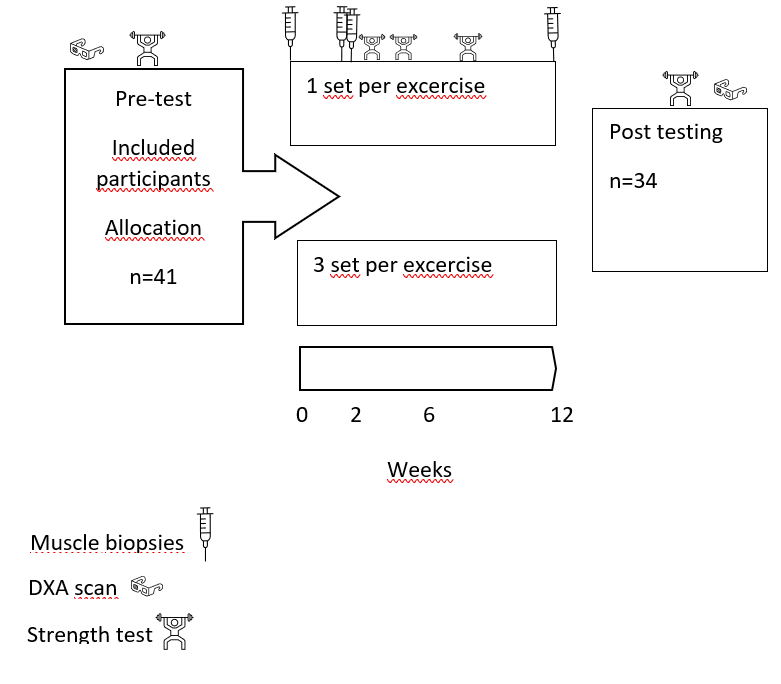 Pre-test
Included
participants
Allocation
n=41
1 set per excercise
3 set per excercise
Post testing
n=34
0 2 6 12
Weeks
Muscle biopsies
DXA scan
Strength test